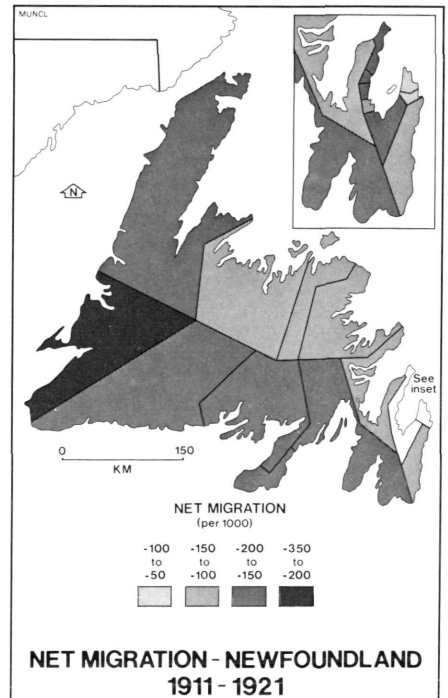 MUNCL
N
See
inset
0 150
KM
NET MIGRATION
(per 1000)
-100 -150 -200 -350
to to to to
-50 -100 -150 -200
NET MIGRATION - NEWFOUNDLAND
1911 - 1921